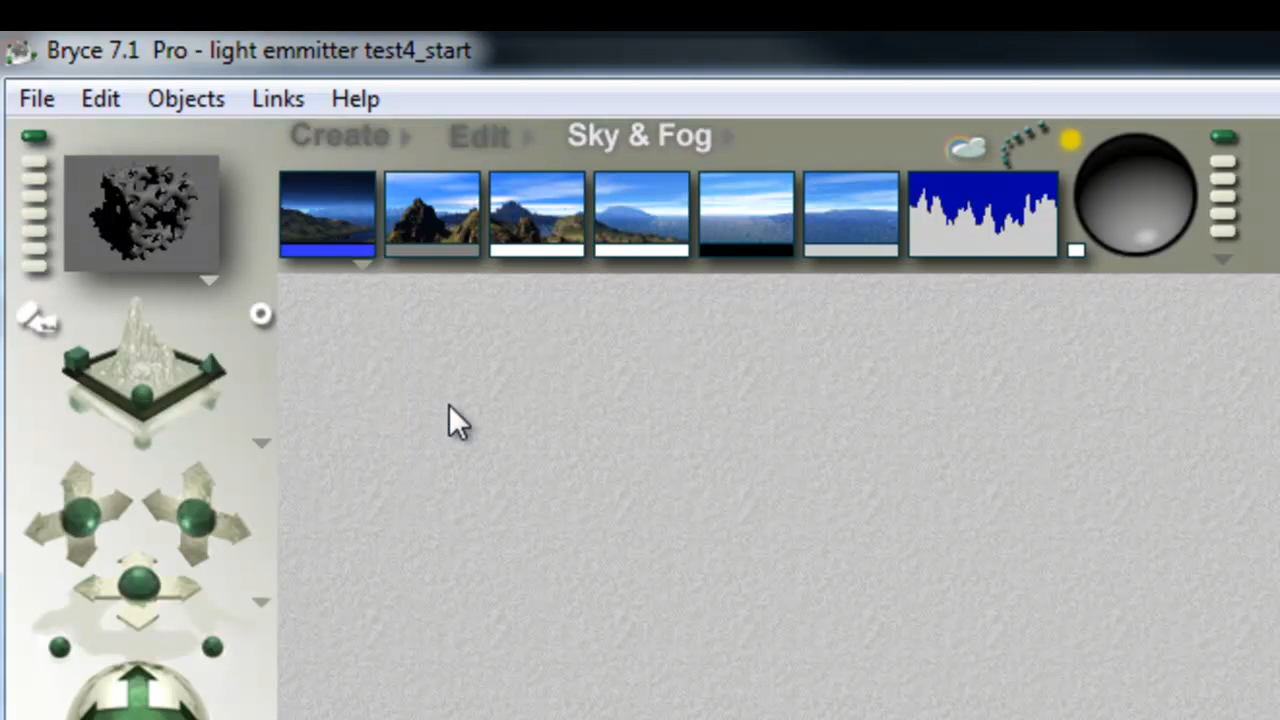 Bryce 7.1 Pro - light emmitter test4_start
File Edit Objects Links Help
Create Edit Sky & Fog